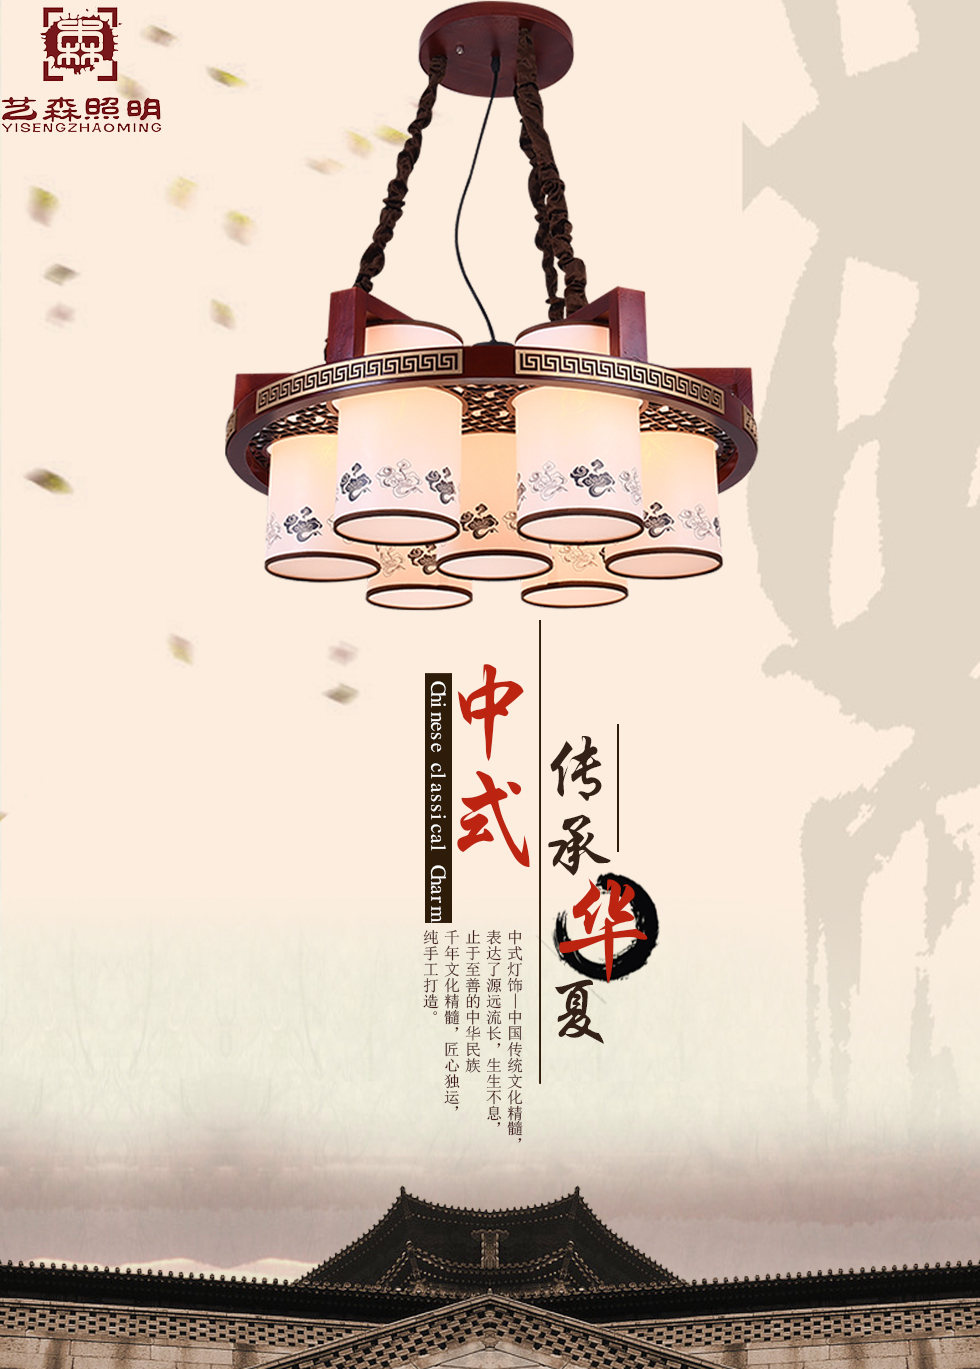 艺森照明
YISENGZHAOMING
传承华夏
中式
Chinese classical Charm
中式灯饰—中国传统文化精髓，
表达了源远流长，生生不息，
止于至善的中华民族
千年文化精髓，匠心独运，
纯手工打造。